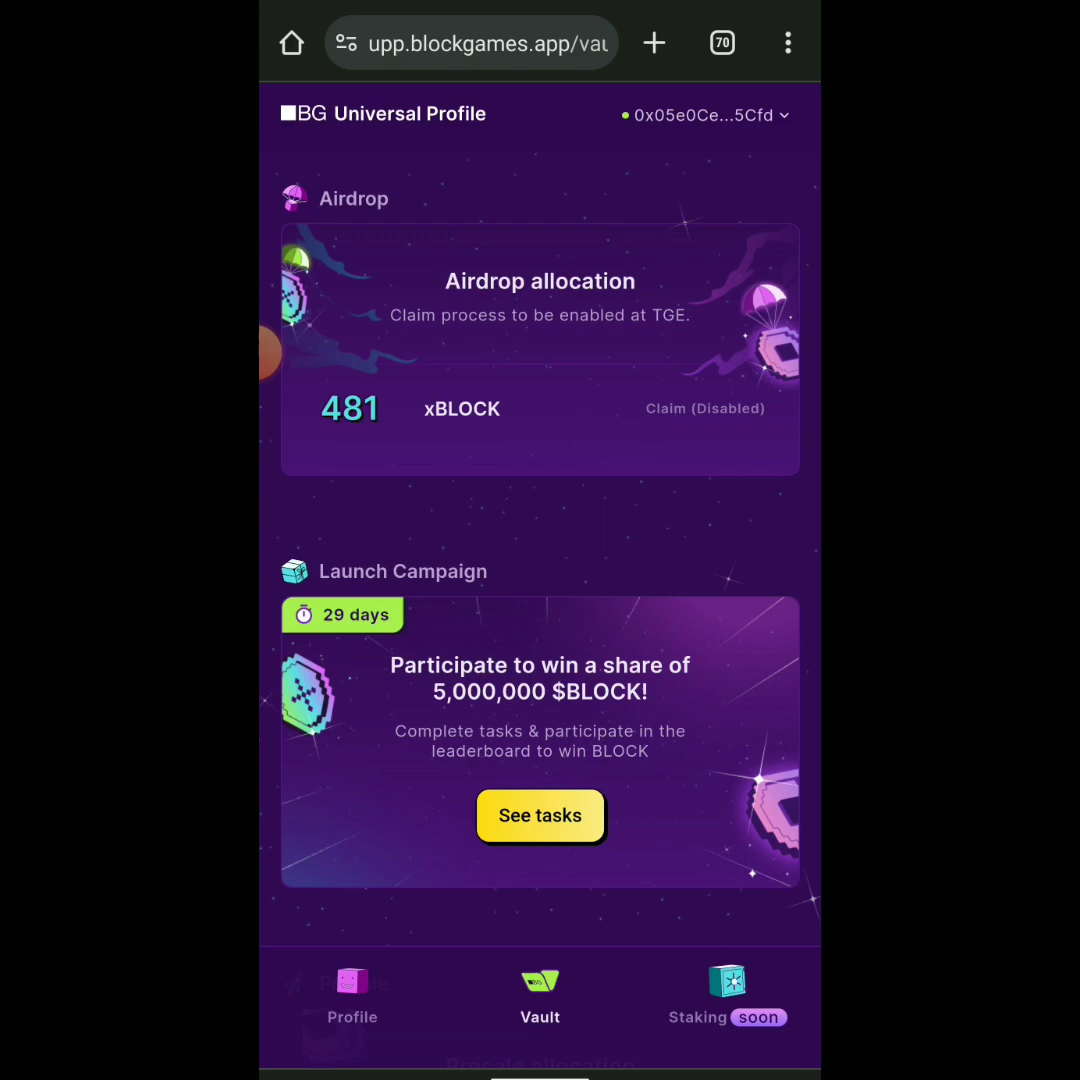 upp.blockgames.app/vau
70
BG Universal Profile
0x05e0Ce...5Cfd
Airdrop
Airdrop allocation
Claim process to be enabled at TGE.
481 xBLOCK Claim (Disabled)
Launch Campaign
29 days
Participate to win a share of
5,000,000 $BLOCK!
Complete tasks & participate in the
leaderboard to win BLOCK
See tasks
Profile Vault Staking soon
Presale allocation